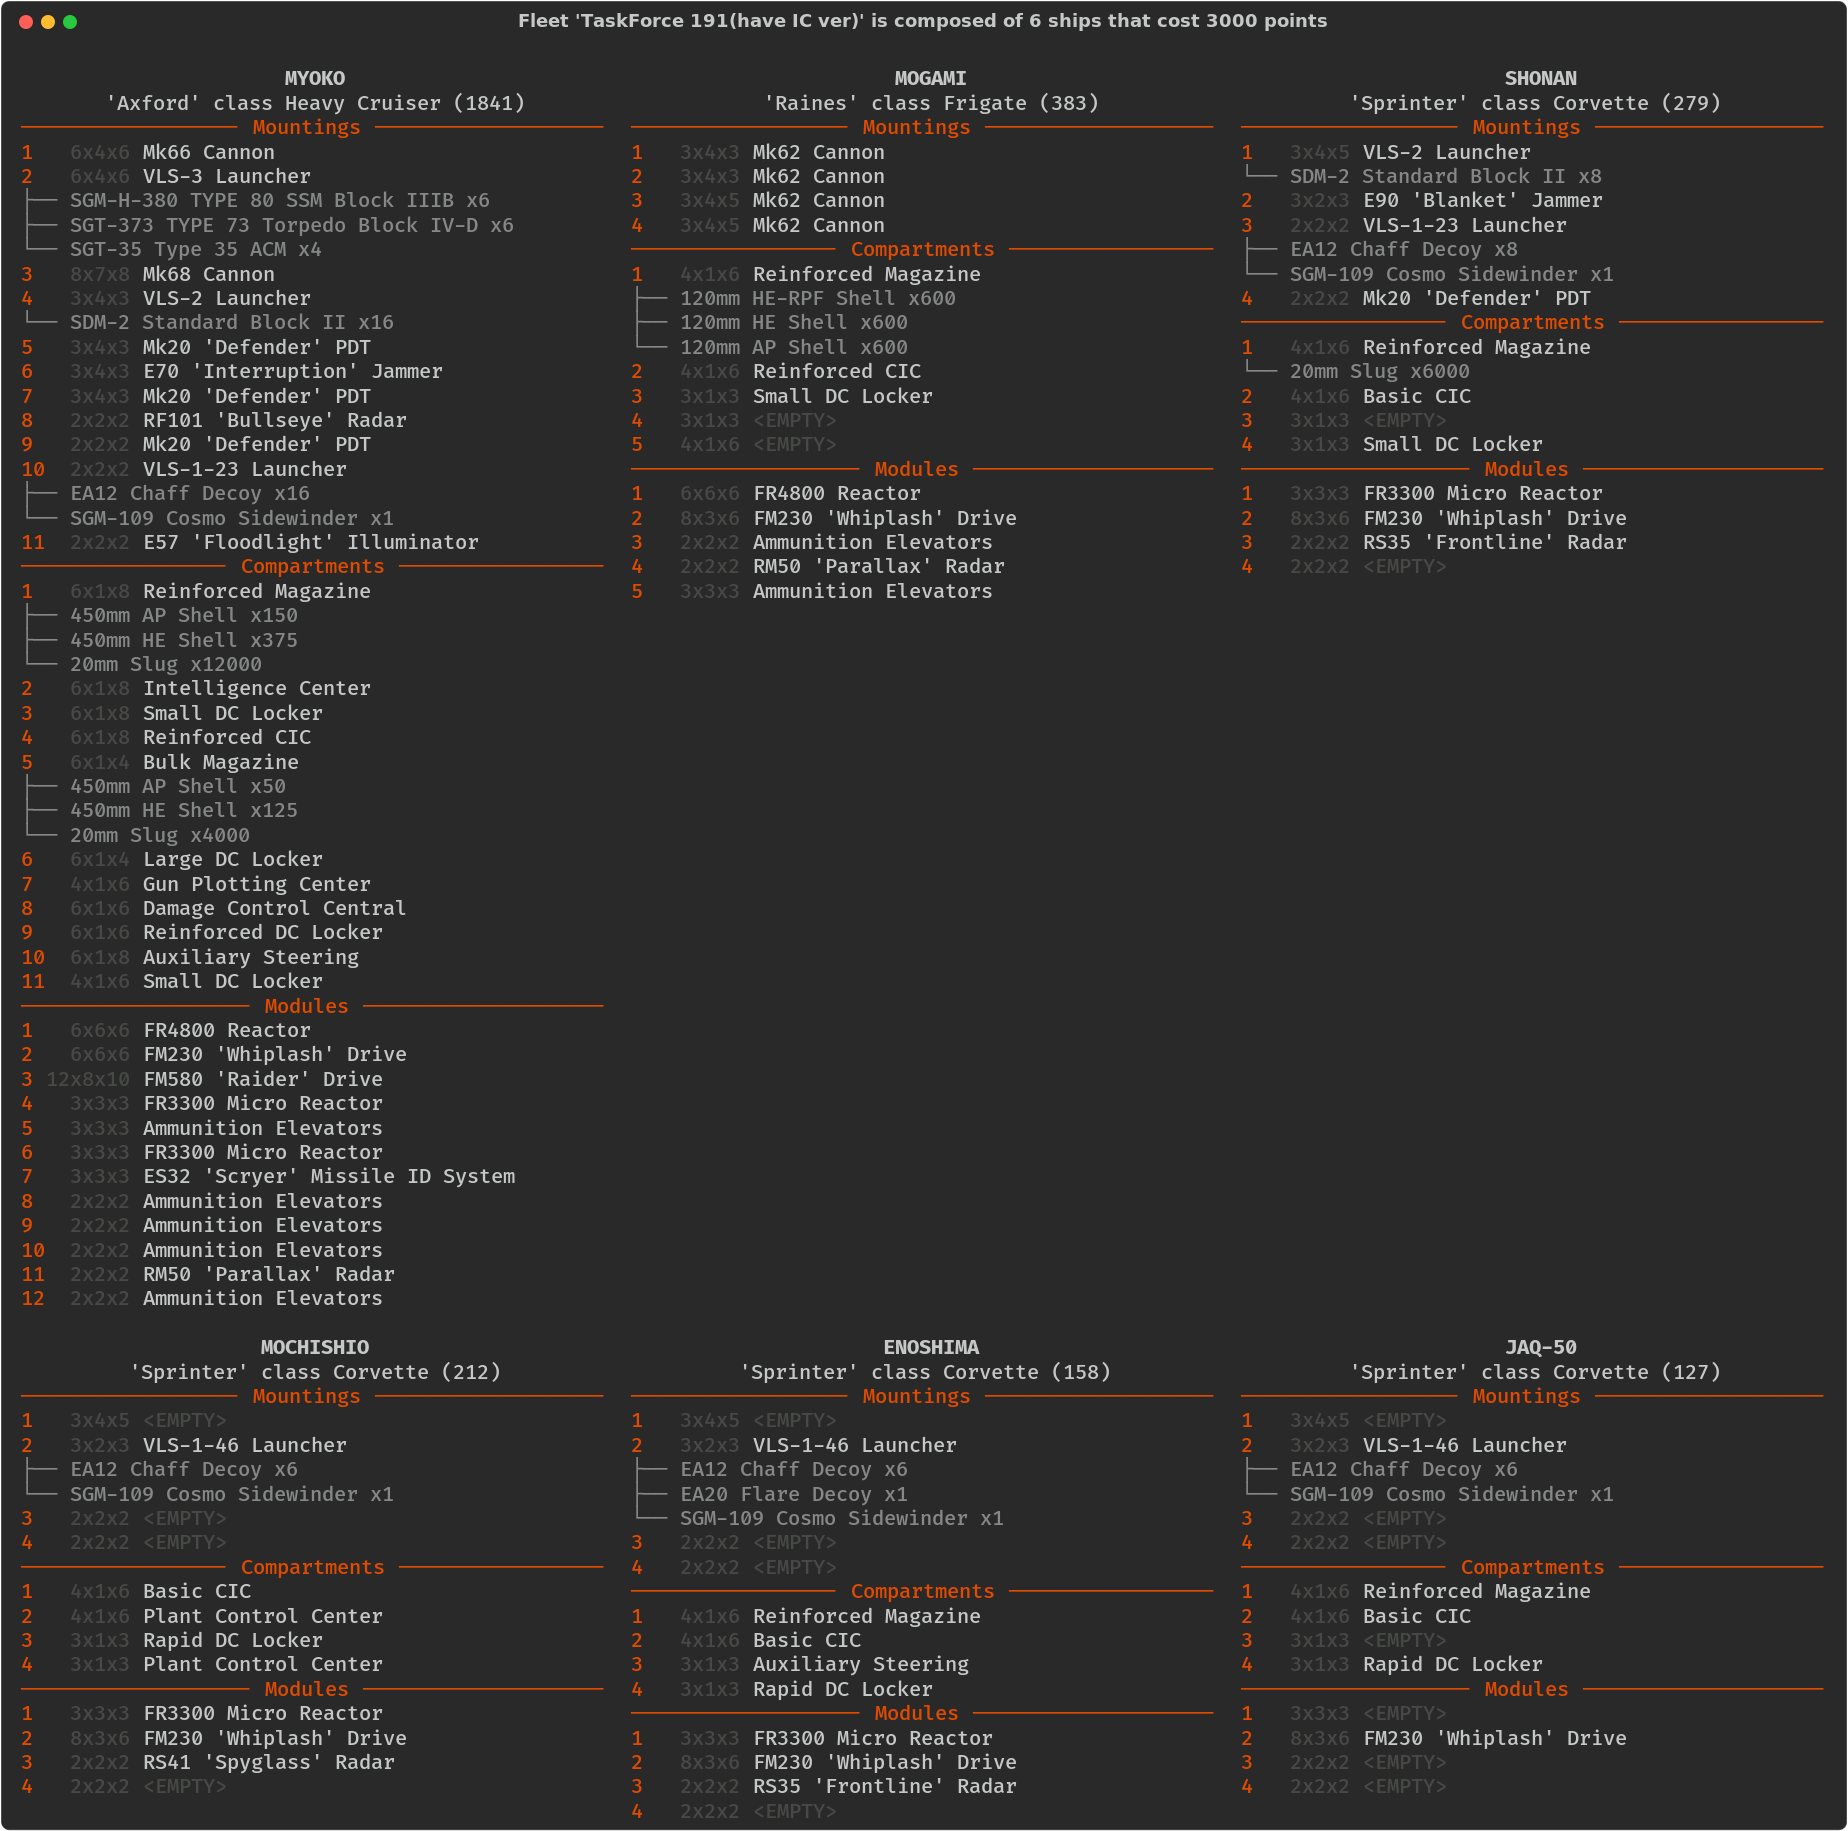 Fleet 'TaskForce 191(have IC ver)' is composed of 6 ships that cost 3000 points
MYOKO
'Axford' class Heavy Cruiser (1841)
Mountings
1 6x4x6 Mk66 Cannon
2 6x4x6 VLS-3 Launcher
SGM-H-380 TYPE 80 SSM Block IIIB x6
SGT-373 TYPE 73 Torpedo Block IV-D x6
SGT-35 Type 35 ACM x4
3 8x7x8 Mk68 Cannon
4 3x4x3 VLS-2 Launcher
SDM-2 Standard Block II x16
5 3x4x3 Mk20 'Defender' PDT
6 3x4x3 E70 'Interruption' Jammer
7 3x4x3 Mk20 'Defender' PDT
8 2x2x2 RF101 'Bullseye' Radar
9 2x2x2 Mk20 'Defender' PDT
10 2x2x2 VLS-1-23 Launcher
EA12 Chaff Decoy x16
SGM-109 Cosmo Sidewinder x1
11 2x2x2 E57 'Floodlight' Illuminator
Compartments
1 6x1x8 Reinforced Magazine
450mm AP Shell x150
450mm HE Shell x375
20mm Slug x12000
2 6x1x8 Intelligence Center
3 6x1x8 Small DC Locker
4 6x1x8 Reinforced CIC
5 6x1x4 Bulk Magazine
450mm AP Shell x50
450mm HE Shell x125
20mm Slug x4000
6 6x1x4 Large DC Locker
7 4x1x6 Gun Plotting Center
8 6x1x6 Damage Control Central
9 6x1x6 Reinforced DC Locker
10 6x1x8 Auxiliary Steering
11 4x1x6 Small DC Locker
Modules
1 6x6x6 FR4800 Reactor
2 6x6x6 FM230 'Whiplash' Drive
3 12x8x10 FM580 'Raider' Drive
4 3x3x3 FR3300 Micro Reactor
5 3x3x3 Ammunition Elevators
6 3x3x3 FR3300 Micro Reactor
7 3x3x3 ES32 'Scryer' Missile ID System
8 2x2x2 Ammunition Elevators
9 2x2x2 Ammunition Elevators
10 2x2x2 Ammunition Elevators
11 2x2x2 RM50 'Parallax' Radar
12 2x2x2 Ammunition Elevators
MOGAMI
'Raines' class Frigate (383)
Mountings
1 3x4x3 Mk62 Cannon
2 3x4x3 Mk62 Cannon
3 3x4x5 Mk62 Cannon
4 3x4x5 Mk62 Cannon
Compartments
1 4x1x6 Reinforced Magazine
120mm HE-RPF Shell x600
120mm HE Shell x600
120mm AP Shell x600
2 4x1x6 Reinforced CIC
3 3x1x3 Small DC Locker
4 3x1x3 <EMPTY>
5 4x1x6 <EMPTY>
Modules
1 6x6x6 FR4800 Reactor
2 8x3x6 FM230 'Whiplash' Drive
3 2x2x2 Ammunition Elevators
4 2x2x2 RM50 'Parallax' Radar
5 3x3x3 Ammunition Elevators
SHONAN
'Sprinter' class Corvette (279)
Mountings
1 3x4x5 VLS-2 Launcher
SDM-2 Standard Block II x8
2 3x2x3 E90 'Blanket' Jammer
3 2x2x2 VLS-1-23 Launcher
EA12 Chaff Decoy x8
SGM-109 Cosmo Sidewinder x1
4 2x2x2 Mk20 'Defender' PDT
Compartments
1 4x1x6 Reinforced Magazine
20mm Slug x6000
2 4x1x6 Basic CIC
3 3x1x3 <EMPTY>
4 3x1x3 Small DC Locker
Modules
1 3x3x3 FR3300 Micro Reactor
2 8x3x6 FM230 'Whiplash' Drive
3 2x2x2 RS35 'Frontline' Radar
4 2x2x2 <EMPTY>
MOCHISHIO
'Sprinter' class Corvette (212)
Mountings
1 3x4x5 <EMPTY>
2 3x2x3 VLS-1-46 Launcher
EA12 Chaff Decoy x6
SGM-109 Cosmo Sidewinder x1
3 2x2x2 <EMPTY>
4 2x2x2 <EMPTY>
Compartments
1 4x1x6 Basic CIC
2 4x1x6 Plant Control Center
3 3x1x3 Rapid DC Locker
4 3x1x3 Plant Control Center
Modules
1 3x3x3 FR3300 Micro Reactor
2 8x3x6 FM230 'Whiplash' Drive
3 2x2x2 RS41 'Spyglass' Radar
4 2x2x2 <EMPTY>
ENOSHIMA
'Sprinter' class Corvette (158)
Mountings
1 3x4x5 <EMPTY>
2 3x2x3 VLS-1-46 Launcher
EA12 Chaff Decoy x6
EA20 Flare Decoy x1
SGM-109 Cosmo Sidewinder x1
3 2x2x2 <EMPTY>
4 2x2x2 <EMPTY>
Compartments
1 4x1x6 Reinforced Magazine
2 4x1x6 Basic CIC
3 3x1x3 Auxiliary Steering
4 3x1x3 Rapid DC Locker
Modules
1 3x3x3 FR3300 Micro Reactor
2 8x3x6 FM230 'Whiplash' Drive
3 2x2x2 RS35 'Frontline' Radar
4 2x2x2 <EMPTY>
JAQ-50
'Sprinter' class Corvette (127)
Mountings
1 3x4x5 <EMPTY>
2 3x2x3 VLS-1-46 Launcher
EA12 Chaff Decoy x6
SGM-109 Cosmo Sidewinder x1
3 2x2x2 <EMPTY>
4 2x2x2 <EMPTY>
Compartments
1 4x1x6 Reinforced Magazine
2 4x1x6 Basic CIC
3 3x1x3 <EMPTY>
4 3x1x3 Rapid DC Locker
Modules
1 3x3x3 <EMPTY>
2 8x3x6 FM230 'Whiplash' Drive
3 2x2x2 <EMPTY>
4 2x2x2 <EMPTY>